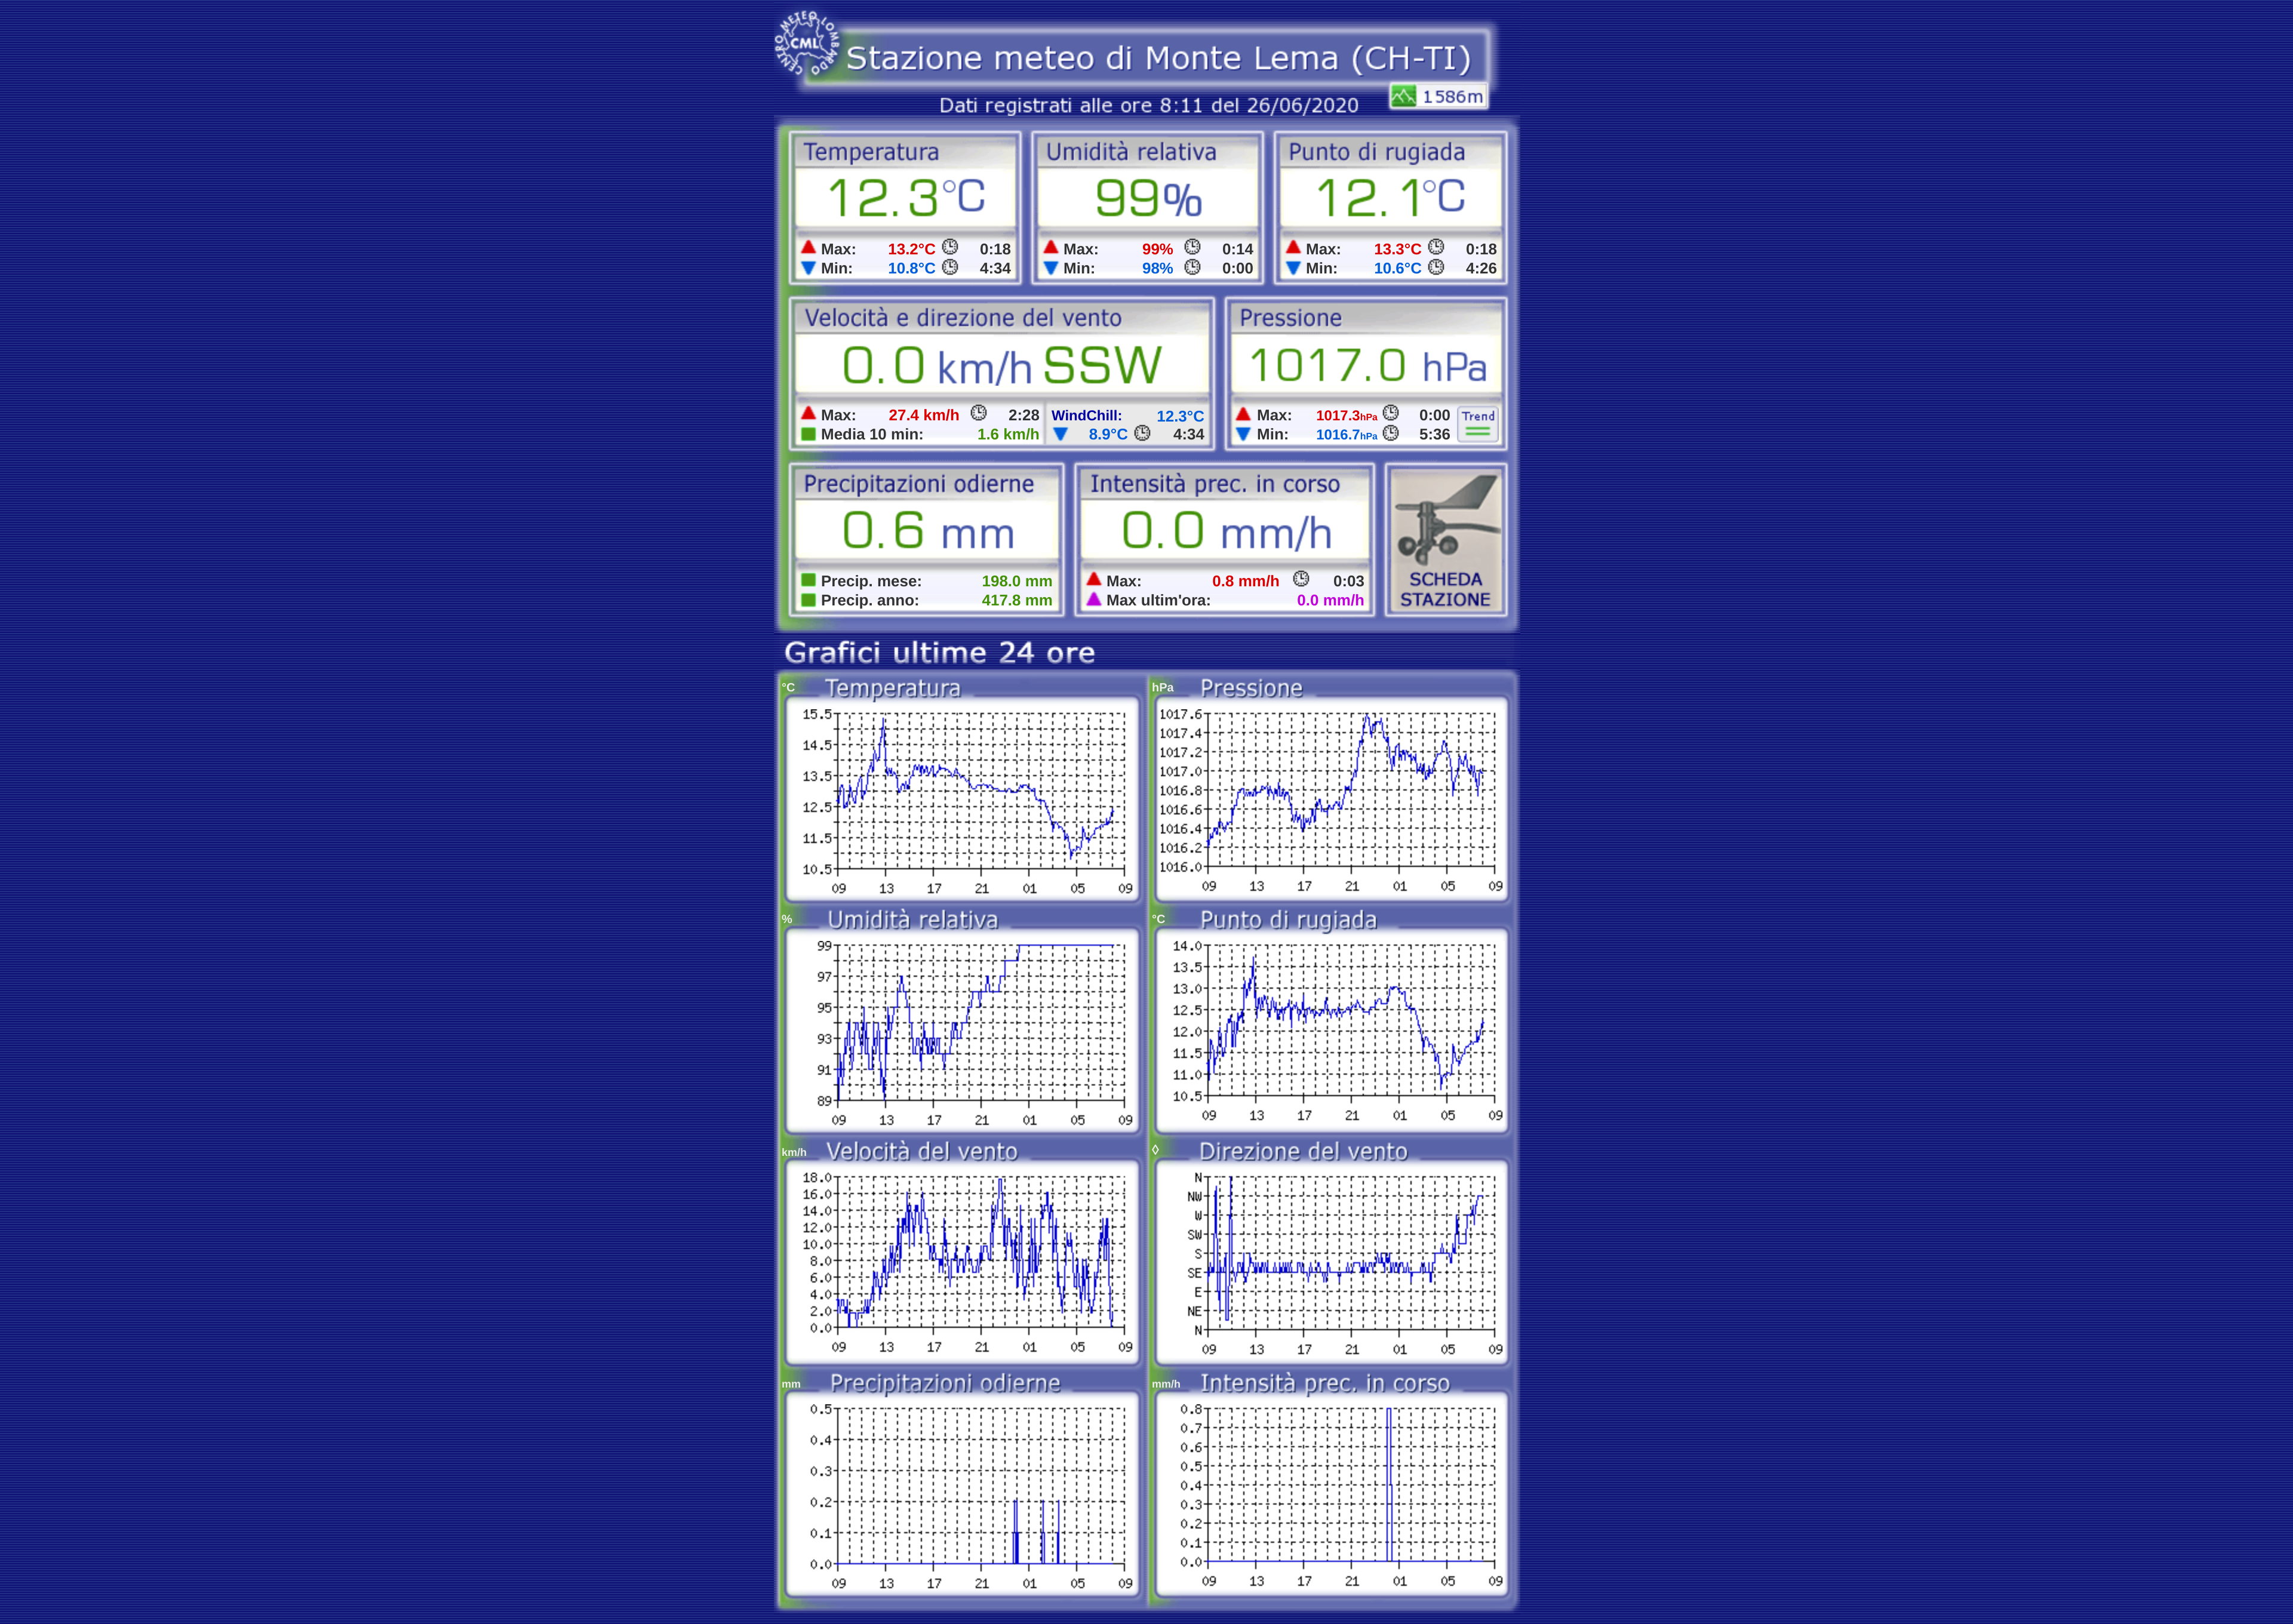 CENTRO METEO LOMBARDO
CML
Stazione meteo di Monte Lema (CH-TI)
1586m
Dati registrati alle ore 8:11 del 26/06/2020
Temperatura
12.3°C
Max: 13.2°C 0:18
Min: 10.8°C 4:34
Umidità relativa
99%
Max: 99% 0:14
Min: 98% 0:00
Punto di rugiada
12.1°C
Max: 13.3°C 0:18
Min: 10.6°C 4:26
Velocità e direzione del vento
0.0 km/h SSW
Max: 27.4 km/h 2:28
Media 10 min: 1.6 km/h
WindChill: 12.3°C
8.9°C 4:34
Pressione
1017.0 hPa
Max: 1017.3hPa 0:00
Min: 1016.7hPa 5:36
Trend
Precipitazioni odierne
0.6 mm
Precip. mese: 198.0 mm
Precip. anno: 417.8 mm
Intensità prec. in corso
0.0 mm/h
Max: 0.8 mm/h 0:03
Max ultim'ora: 0.0 mm/h
SCHEDA
STAZIONE
Grafici ultime 24 ore
°C Temperatura
15.5
14.5
13.5
12.5
11.5
10.5
09 13 17 21 01 05 09
hPa Pressione
1017.6
1017.4
1017.2
1017.0
1016.8
1016.6
1016.4
1016.2
1016.0
09 13 17 21 01 05 09
% Umidità relativa
99
97
95
93
91
89
09 13 17 21 01 05 09
°C Punto di rugiada
14.0
13.5
13.0
12.5
12.0
11.5
11.0
10.5
09 13 17 21 01 05 09
km/h Velocità del vento
18.0
16.0
14.0
12.0
10.0
8.0
6.0
4.0
2.0
0.0
09 13 17 21 01 05 09
◊ Direzione del vento
N
NW
W
SW
S
SE
E
NE
N
09 13 17 21 01 05 09
mm Precipitazioni odierne
0.5
0.4
0.3
0.2
0.1
0.0
09 13 17 21 01 05 09
mm/h Intensità prec. in corso
0.8
0.7
0.6
0.5
0.4
0.3
0.2
0.1
0.0
09 13 17 21 01 05 09